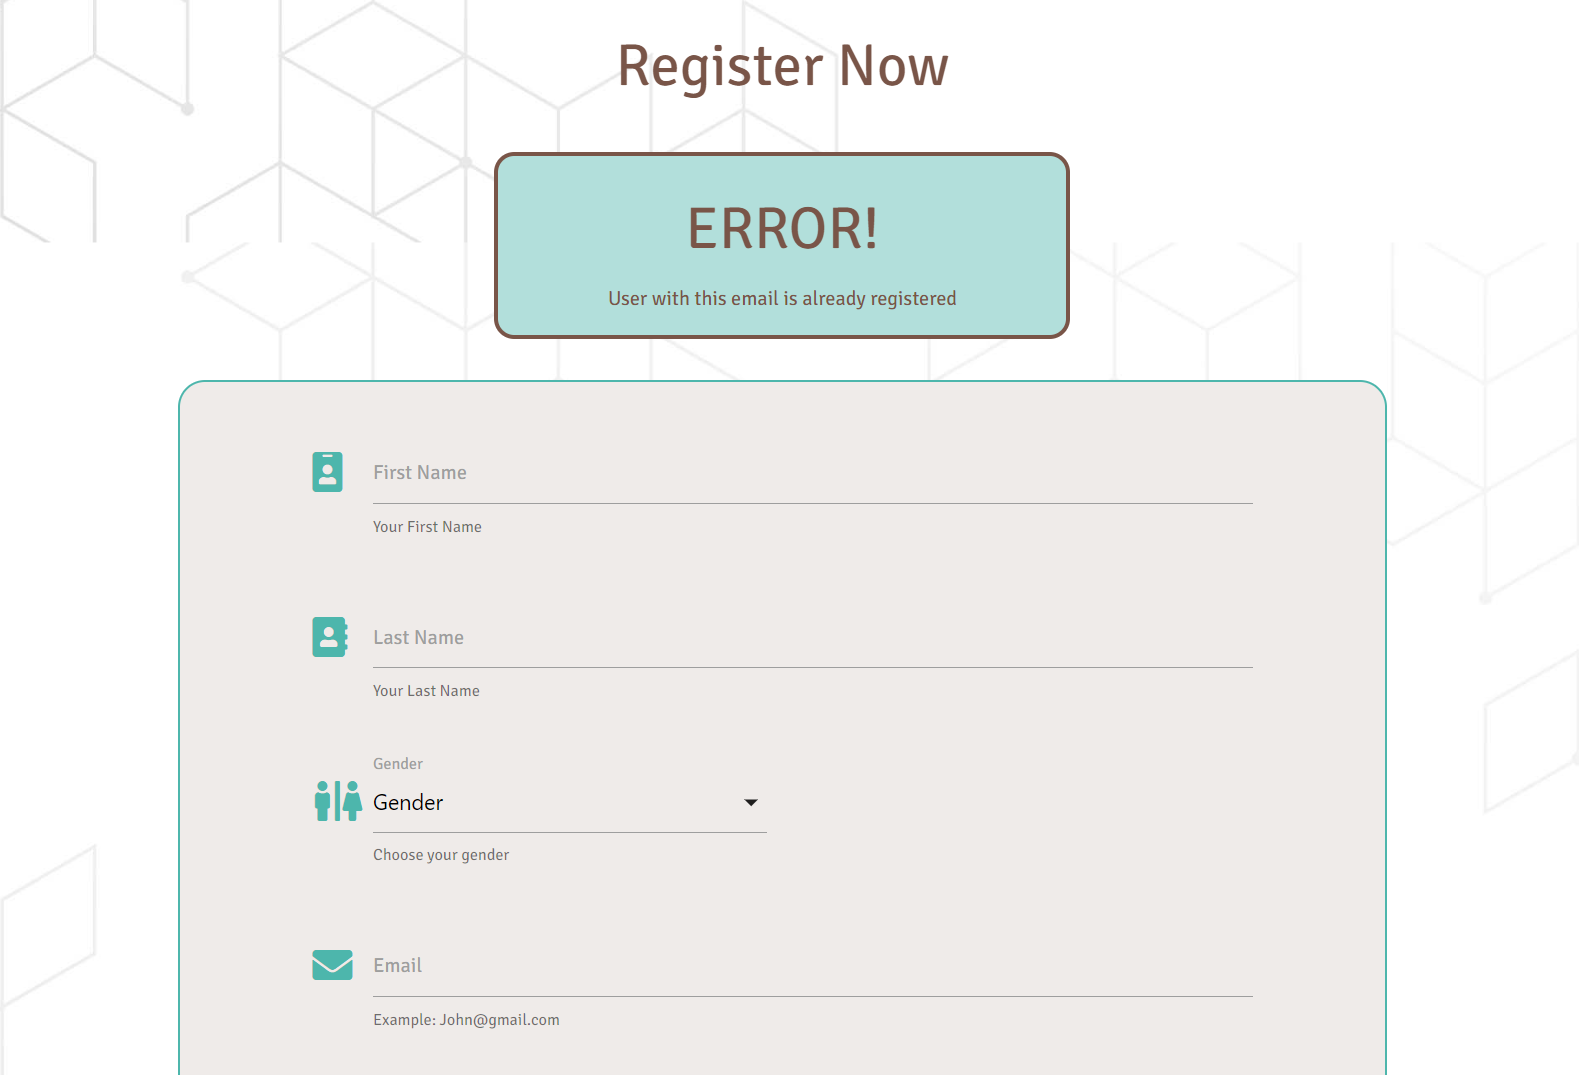 Register Now
ERROR!
User with this email is already registered
First Name
Your First Name
Last Name
Your Last Name
Gender
Gender
Choose your gender
Email
Example: John@gmail.com